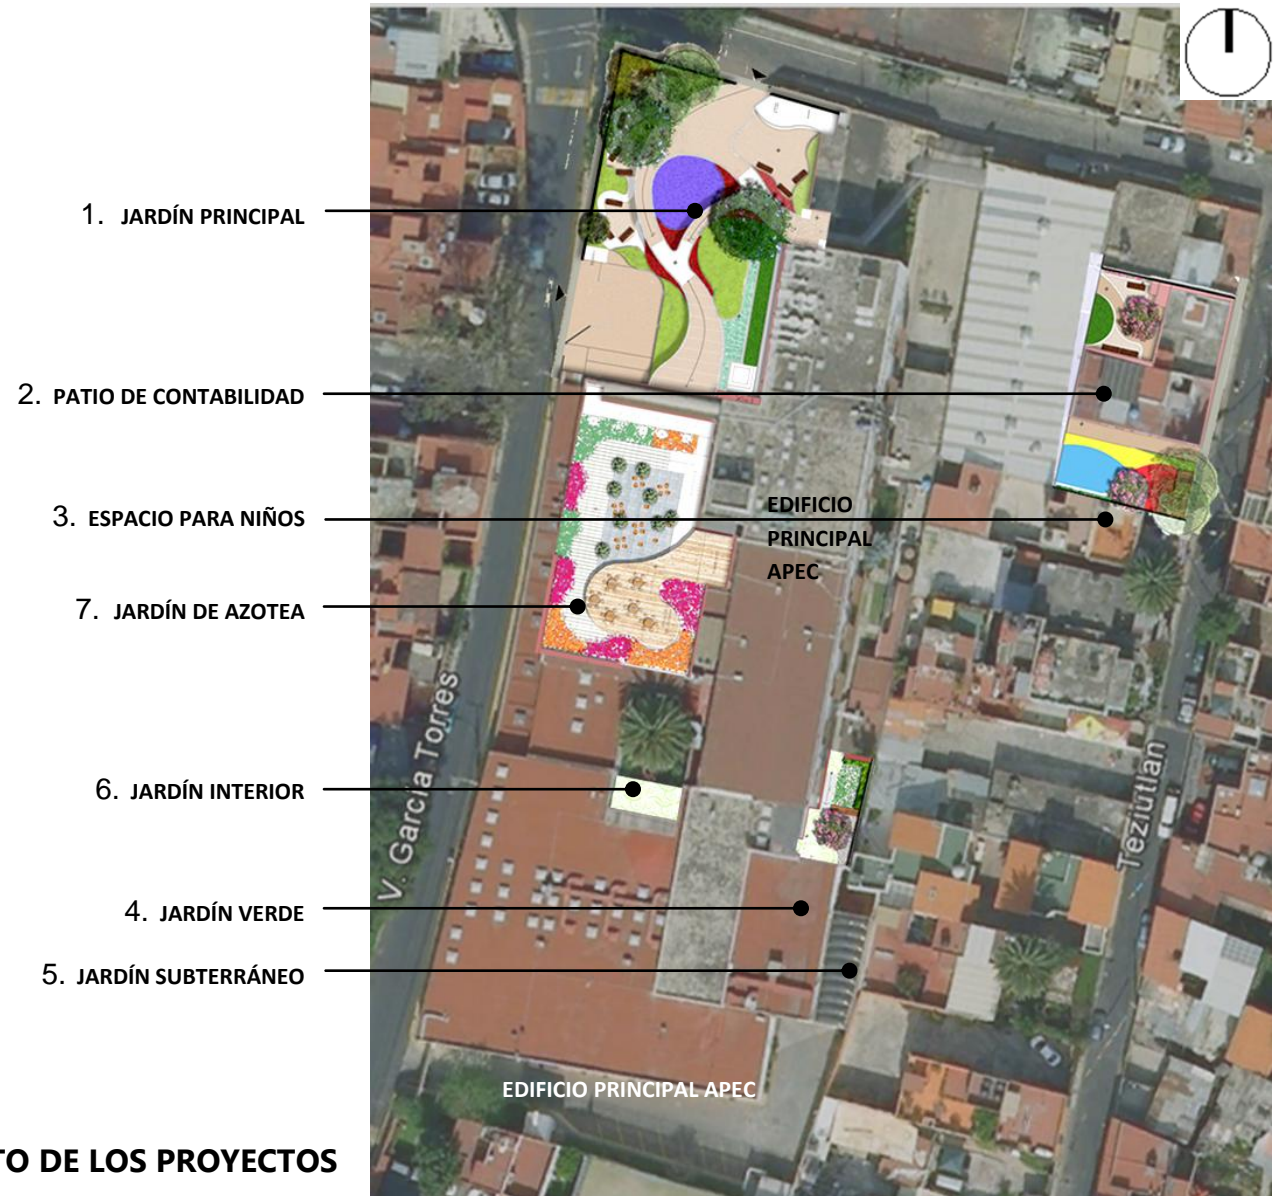 1. JARDÍN PRINCIPAL
2. PATIO DE CONTABILIDAD
3. ESPACIO PARA NIÑOS
EDIFICIO
PRINCIPAL
APEC
7. JARDÍN DE AZOTEA
V. García Torres
6. JARDÍN INTERIOR
Teziutlan
4. JARDÍN VERDE
5. JARDÍN SUBTERRÁNEO
EDIFICIO PRINCIPAL APEC
TO DE LOS PROYECTOS